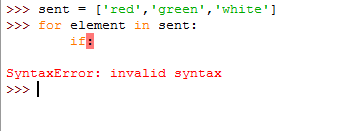 >>> sent = ['red','green','white']
>>> for element in sent:
        if:

SyntaxError: invalid syntax
>>>